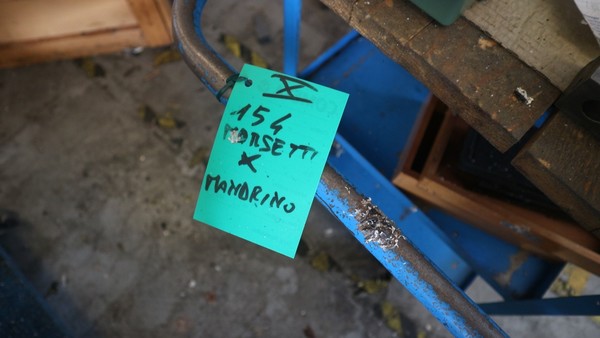 X
154
MORSETTI
X
MANDRINO